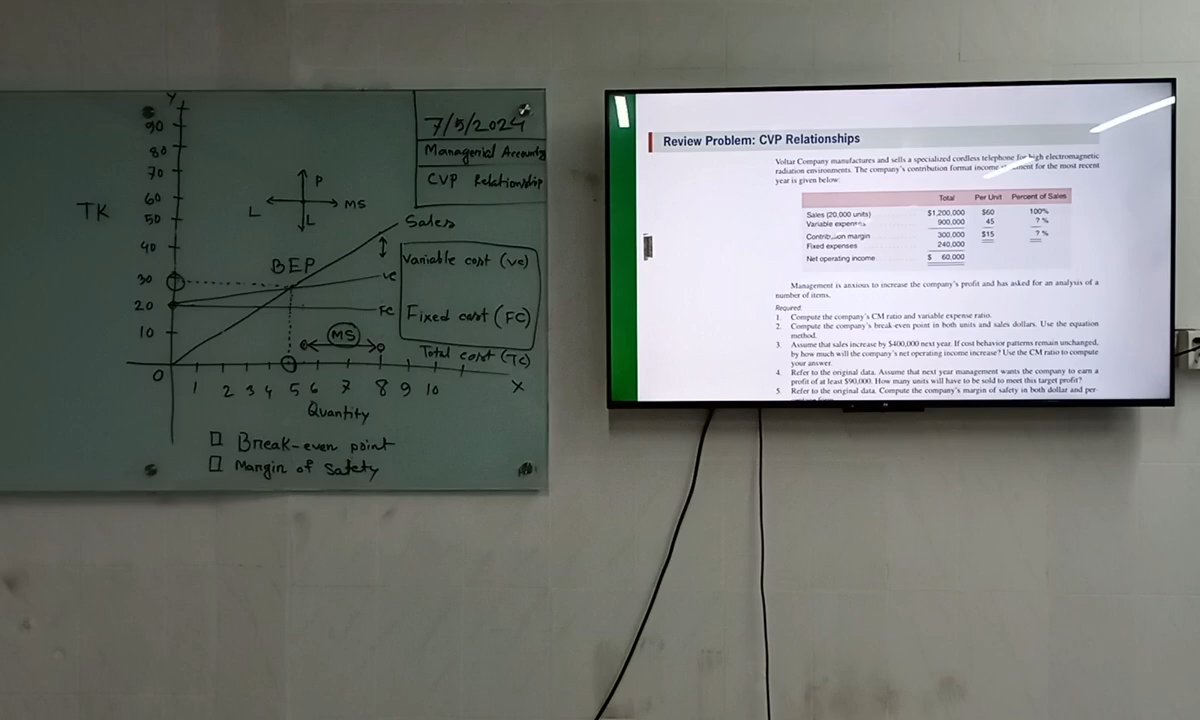 7/5/2024
Managerial Accounting
CVP Relationship
Y
90
80
70
60
50
40
30
20
10
0
TK
P
L
MS
L
Sales
BEP
VC
FC
Variable cost (VC)
Fixed cost (FC)
Total cost (TC)
MS
1 2 3 4 5 6 7 8 9 10 X
Quantity
Break-even point
Margin of Safety
Review Problem: CVP Relationships
Voltar Company manufactures and sells a specialized cordless telephone for high electromagnetic
radiation environments. The company's contribution format income for the most recent
year is given below:
Total Per Unit Percent of Sales
Sales (20,000 units) $1,200,000 $60 100%
Variable expenses 900,000 45 ? %
Contribution margin 300,000 $15 ? %
Fixed expenses 240,000
Net operating income $ 60,000
Management is anxious to increase the company's profit and has asked for an analysis of a
number of items.
Required:
1. Compute the company's CM ratio and variable expense ratio.
2. Compute the company's break-even point in both units and sales dollars. Use the equation
method.
3. Assume that sales increase by $400,000 next year. If cost behavior patterns remain unchanged,
by how much will the company's net operating income increase? Use the CM ratio to compute
your answer.
4. Refer to the original data. Assume that next year management wants the company to earn a
profit of at least $90,000. How many units will have to be sold to meet this target profit?
5. Refer to the original data. Compute the company's margin of safety in both dollar and per-